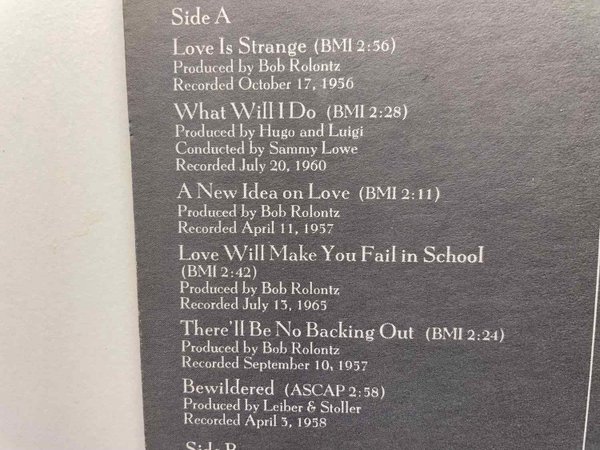 Side A
Love Is Strange (BMI 2:56)
Produced by Bob Rolontz
Recorded October 17, 1956
What Will I Do (BMI 2:28)
Produced by Hugo and Luigi
Conducted by Sammy Lowe
Recorded July 20, 1960
A New Idea on Love (BMI 2:11)
Produced by Bob Rolontz
Recorded April 11, 1957
Love Will Make You Fail in School
(BMI 2:42)
Produced by Bob Rolontz
Recorded July 13, 1965
There'll Be No Backing Out (BMI 2:24)
Produced by Bob Rolontz
Recorded September 10, 1957
Bewildered (ASCAP 2:58)
Produced by Leiber & Stoller
Recorded April 3, 1958
Side B